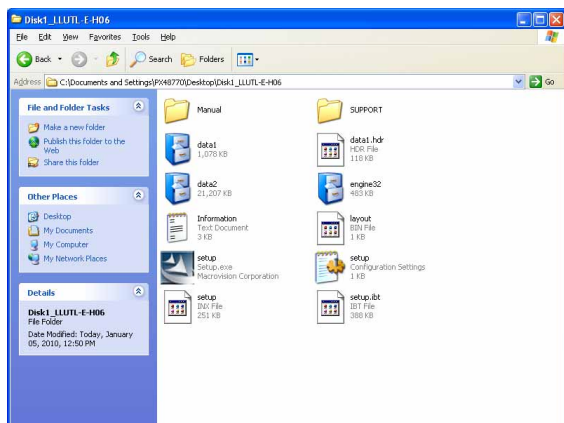 Disk1_LLUTL-E-H06
File Edit View Favorites Tools Help
Back Search Folders
Address C:\Documents and Settings\PX48770\Desktop\Disk1_LLUTL-E-H06 Go
File and Folder Tasks
Make a new folder
Publish this folder to the
Web
Share this folder
Other Places
Desktop
My Documents
My Computer
My Network Places
Details
Disk1_LLUTL-E-H06
File Folder
Date Modified: Today, January
05, 2010, 12:50 PM
Manual
SUPPORT
data1
1,078 KB
data1.hdr
HDR File
118 KB
data2
21,207 KB
engine32
483 KB
Information
Text Document
3 KB
layout
BIN File
1 KB
setup
Setup.exe
Macrovision Corporation
setup
Configuration Settings
1 KB
setup
INX File
251 KB
setup.ibt
IBT File
388 KB